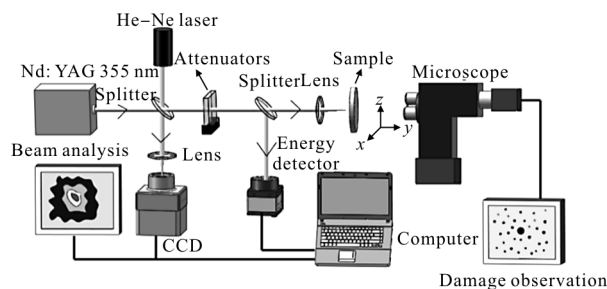 He-Ne laser
Nd: YAG 355 nm
Attenuators
Sample
Splitter
Splitter
Lens
Microscope
z
x
y
Beam analysis
Lens
Energy
detector
CCD
Computer
Damage observation